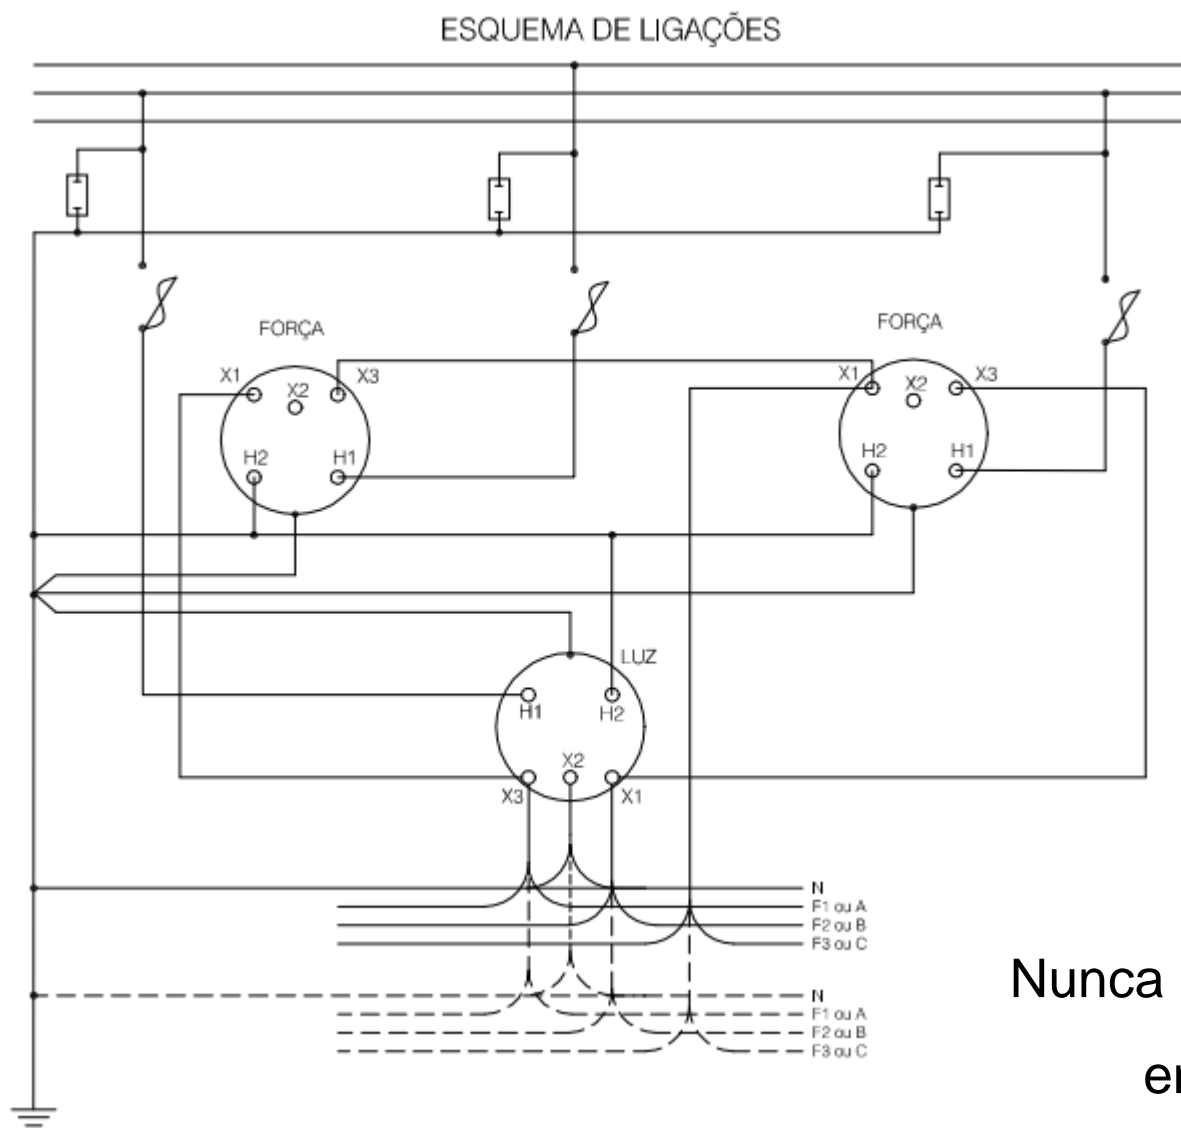 ESQUEMA DE LIGAÇÕES
FORÇA
FORÇA
X1 X2 X3
X1 X2 X3
H2 H1
H2 H1
LUZ
H1 H2
X2
X3 X1
N
F1 ou A
F2 ou B
F3 ou C
Nunca
N
F1 ou A
F2 ou B
F3 ou C